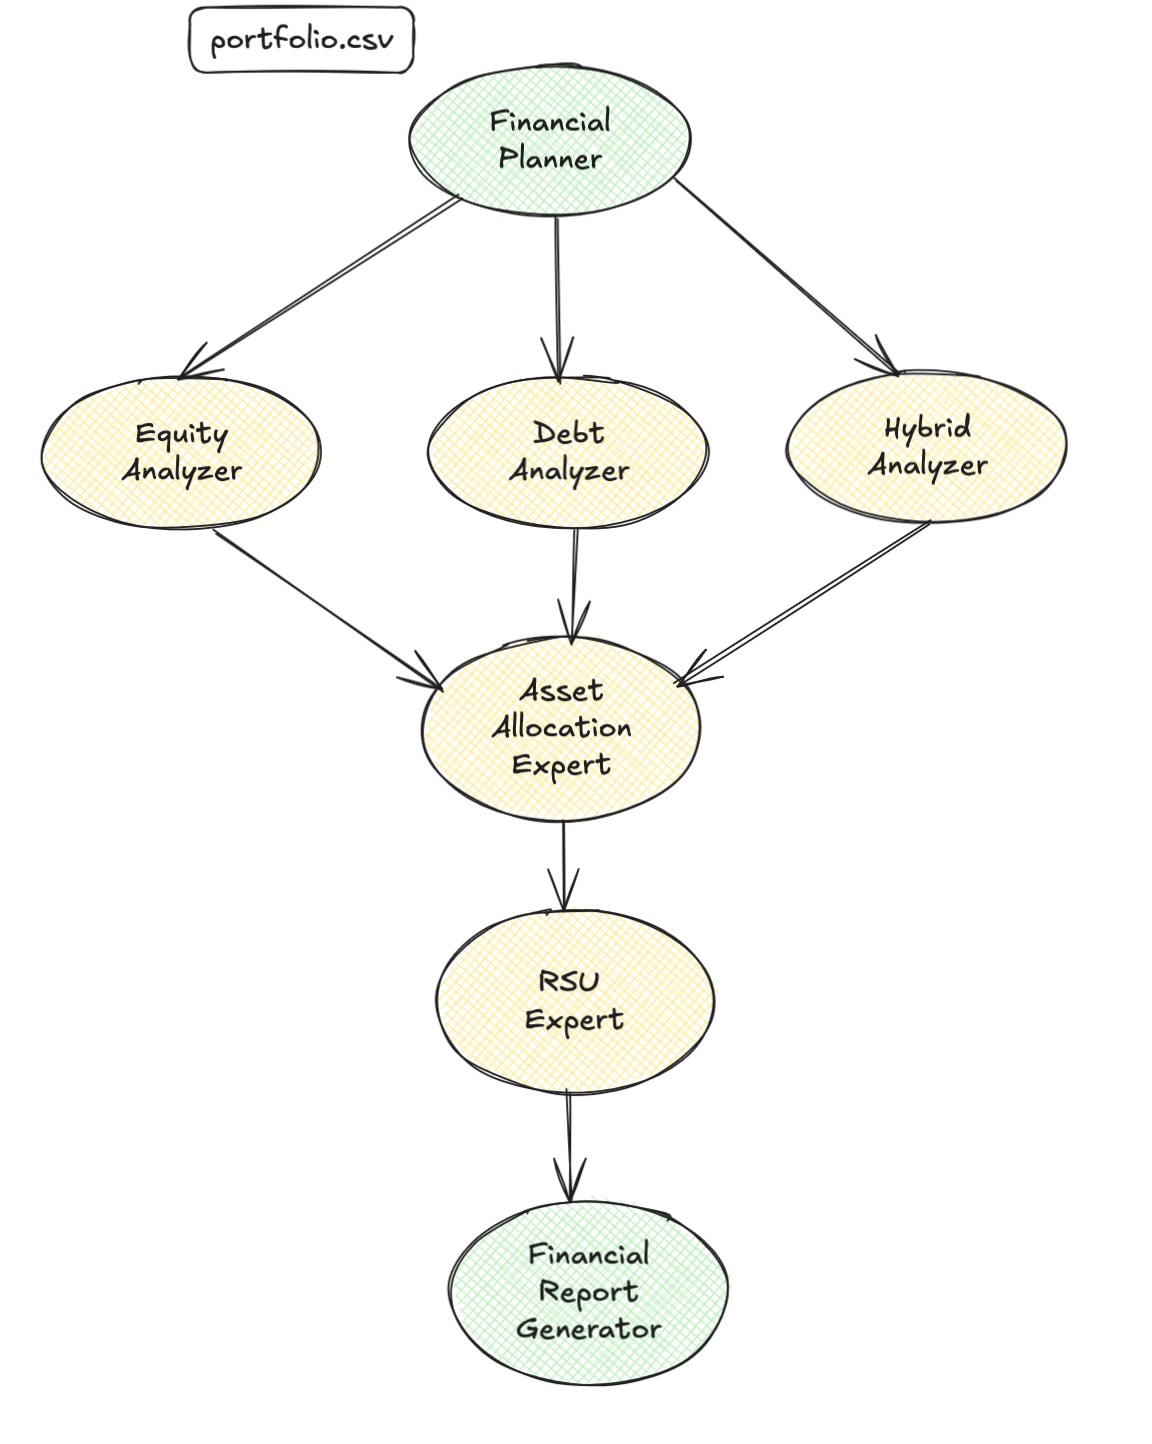 portfolio.csv
Financial
Planner
Equity
Analyzer
Debt
Analyzer
Hybrid
Analyzer
Asset
Allocation
Expert
RSU
Expert
Financial
Report
Generator